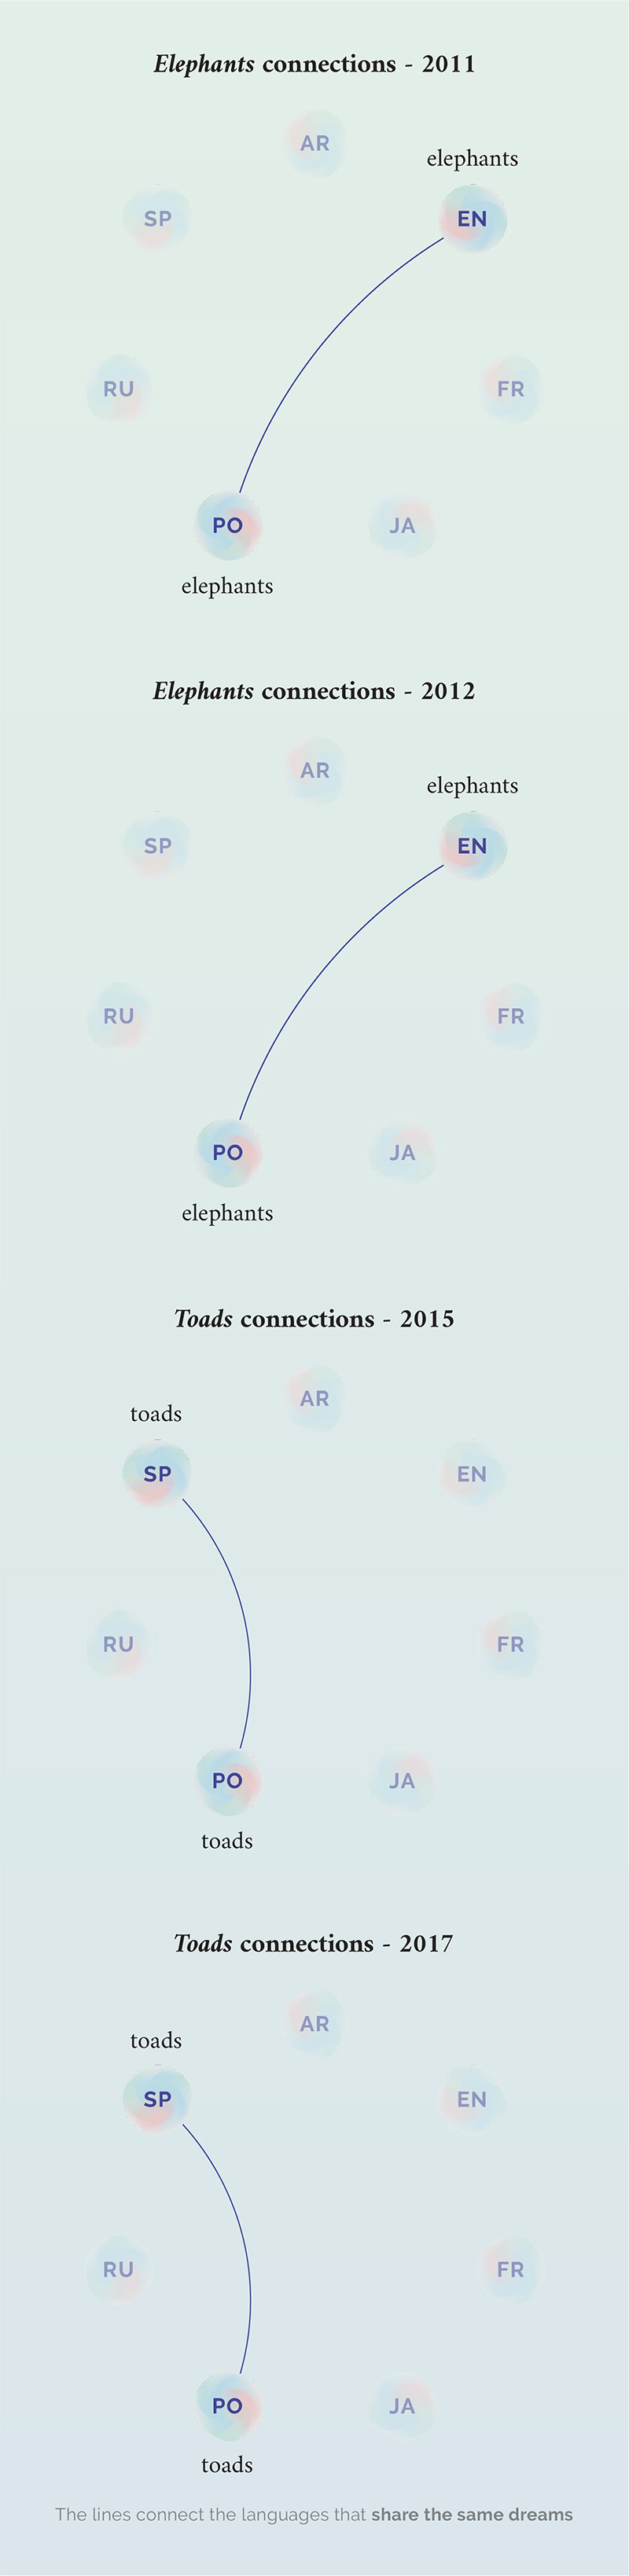 Elephants connections - 2011
AR
elephants
SP
EN
RU
FR
PO
JA
elephants
Elephants connections - 2012
AR
elephants
SP
EN
RU
FR
PO
JA
elephants
Toads connections - 2015
AR
toads
SP
EN
RU
FR
PO
JA
toads
Toads connections - 2017
AR
toads
SP
EN
RU
FR
PO
JA
toads
The lines connect the languages that share the same dreams